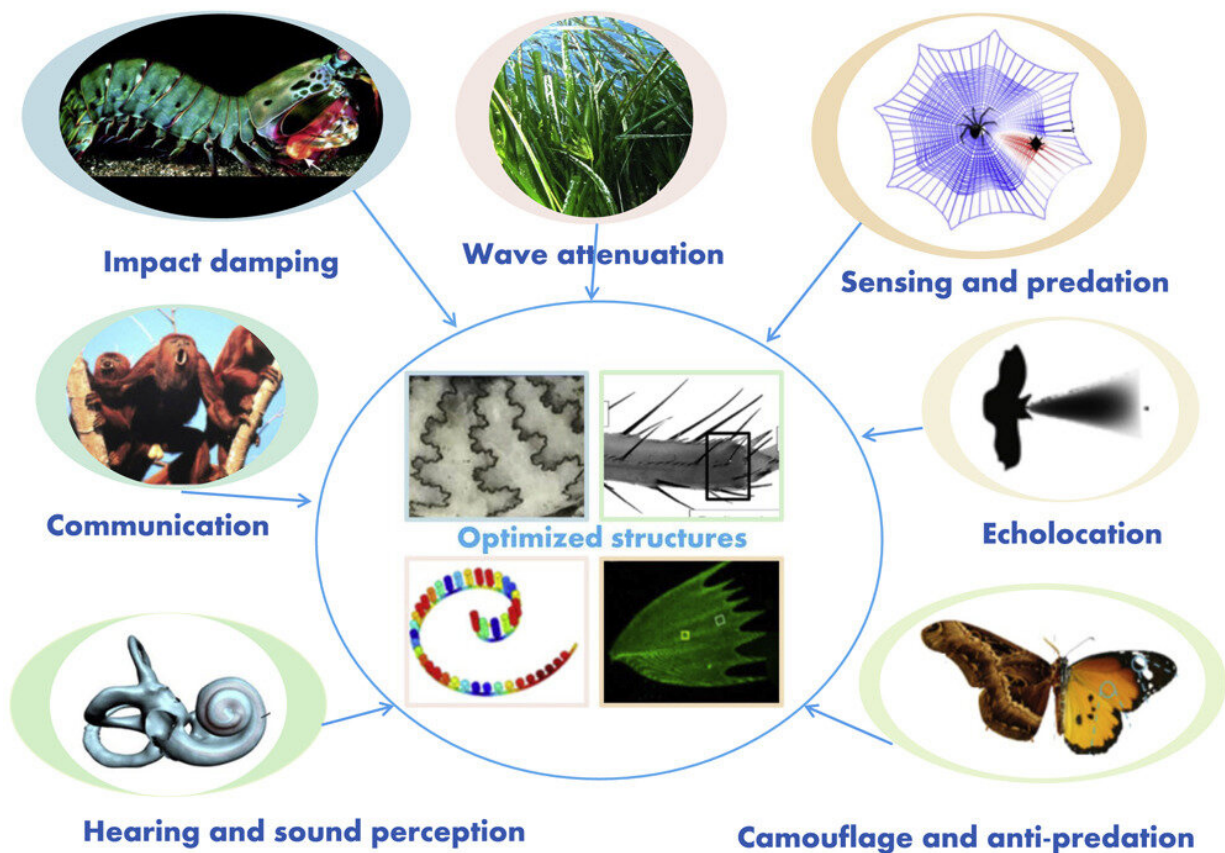 Impact damping
Wave attenuation
Sensing and predation
Communication
Optimized structures
Echolocation
Hearing and sound perception
Camouflage and anti-predation